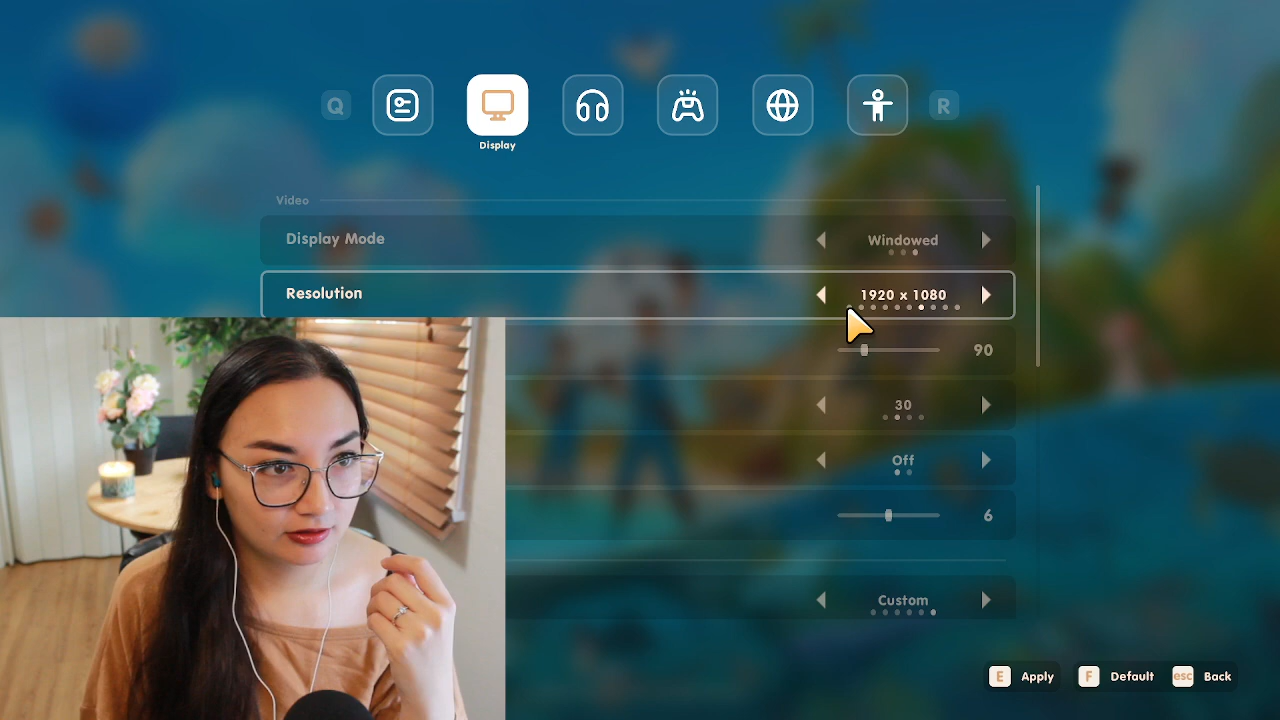 Q
R
Display
Video
Display Mode
Windowed
Resolution
1920 x 1080
90
30
Off
6
Custom
E Apply
F Default
esc Back